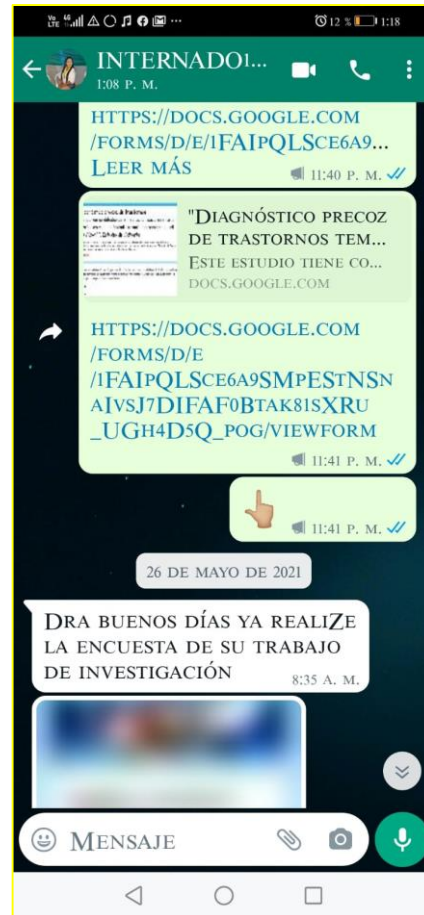 Vo LTE 4G 12 % 1:18
INTERNADO1...
1:08 P. M.
HTTPS://DOCS.GOOGLE.COM
/FORMS/D/E/1FAIPQLSCE6A9...
LEER MÁS
11:40 P. M.
"DIAGNÓSTICO PRECOZ
DE TRASTORNOS TEM...
ESTE ESTUDIO TIENE CO...
DOCS.GOOGLE.COM
HTTPS://DOCS.GOOGLE.COM
/FORMS/D/E
/1FAIPQLSCE6A9SMPESTNSN
AIVSJ7DIFAF0BTAK81SXRU
_UGH4D5Q_POG/VIEWFORM
11:41 P. M.
11:41 P. M.
26 DE MAYO DE 2021
DRA BUENOS DÍAS YA REALIZE
LA ENCUESTA DE SU TRABAJO
DE INVESTIGACIÓN
8:35 A. M.
MENSAJE